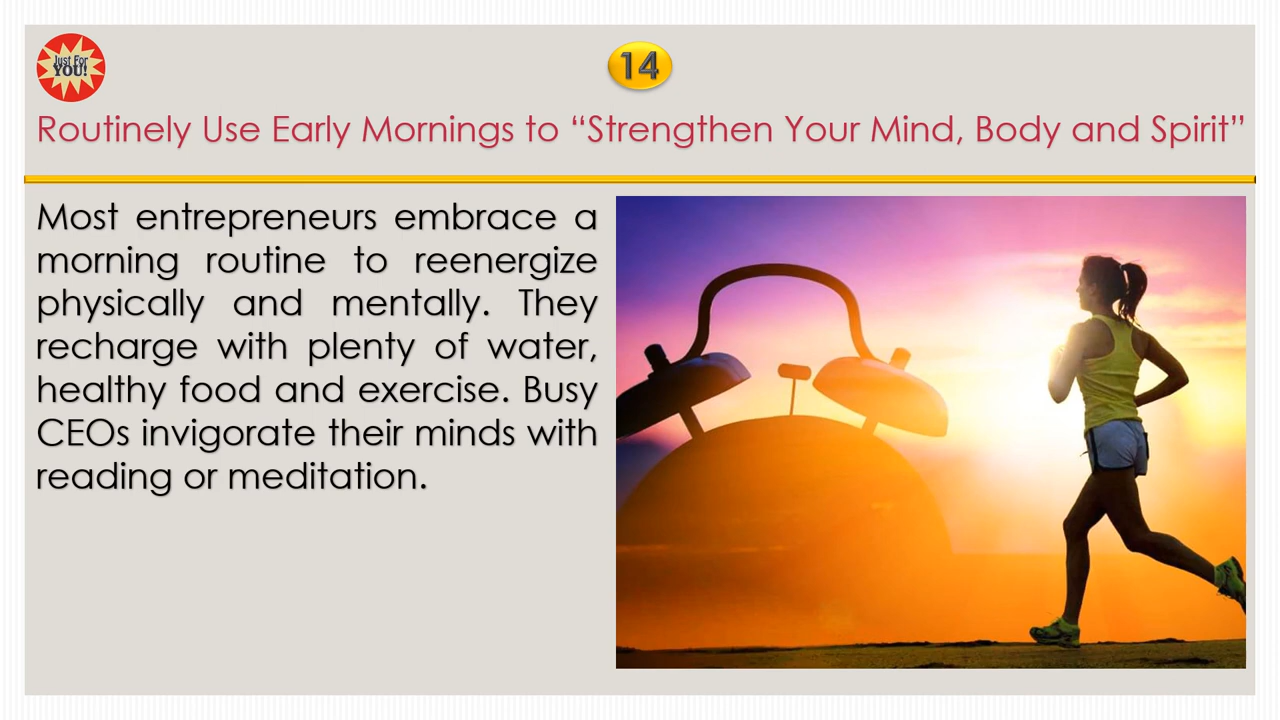 Just For
YOU!
14
Routinely Use Early Mornings to “Strengthen Your Mind, Body and Spirit”
Most entrepreneurs embrace a
morning routine to reenergize
physically and mentally. They
recharge with plenty of water,
healthy food and exercise. Busy
CEOs invigorate their minds with
reading or meditation.